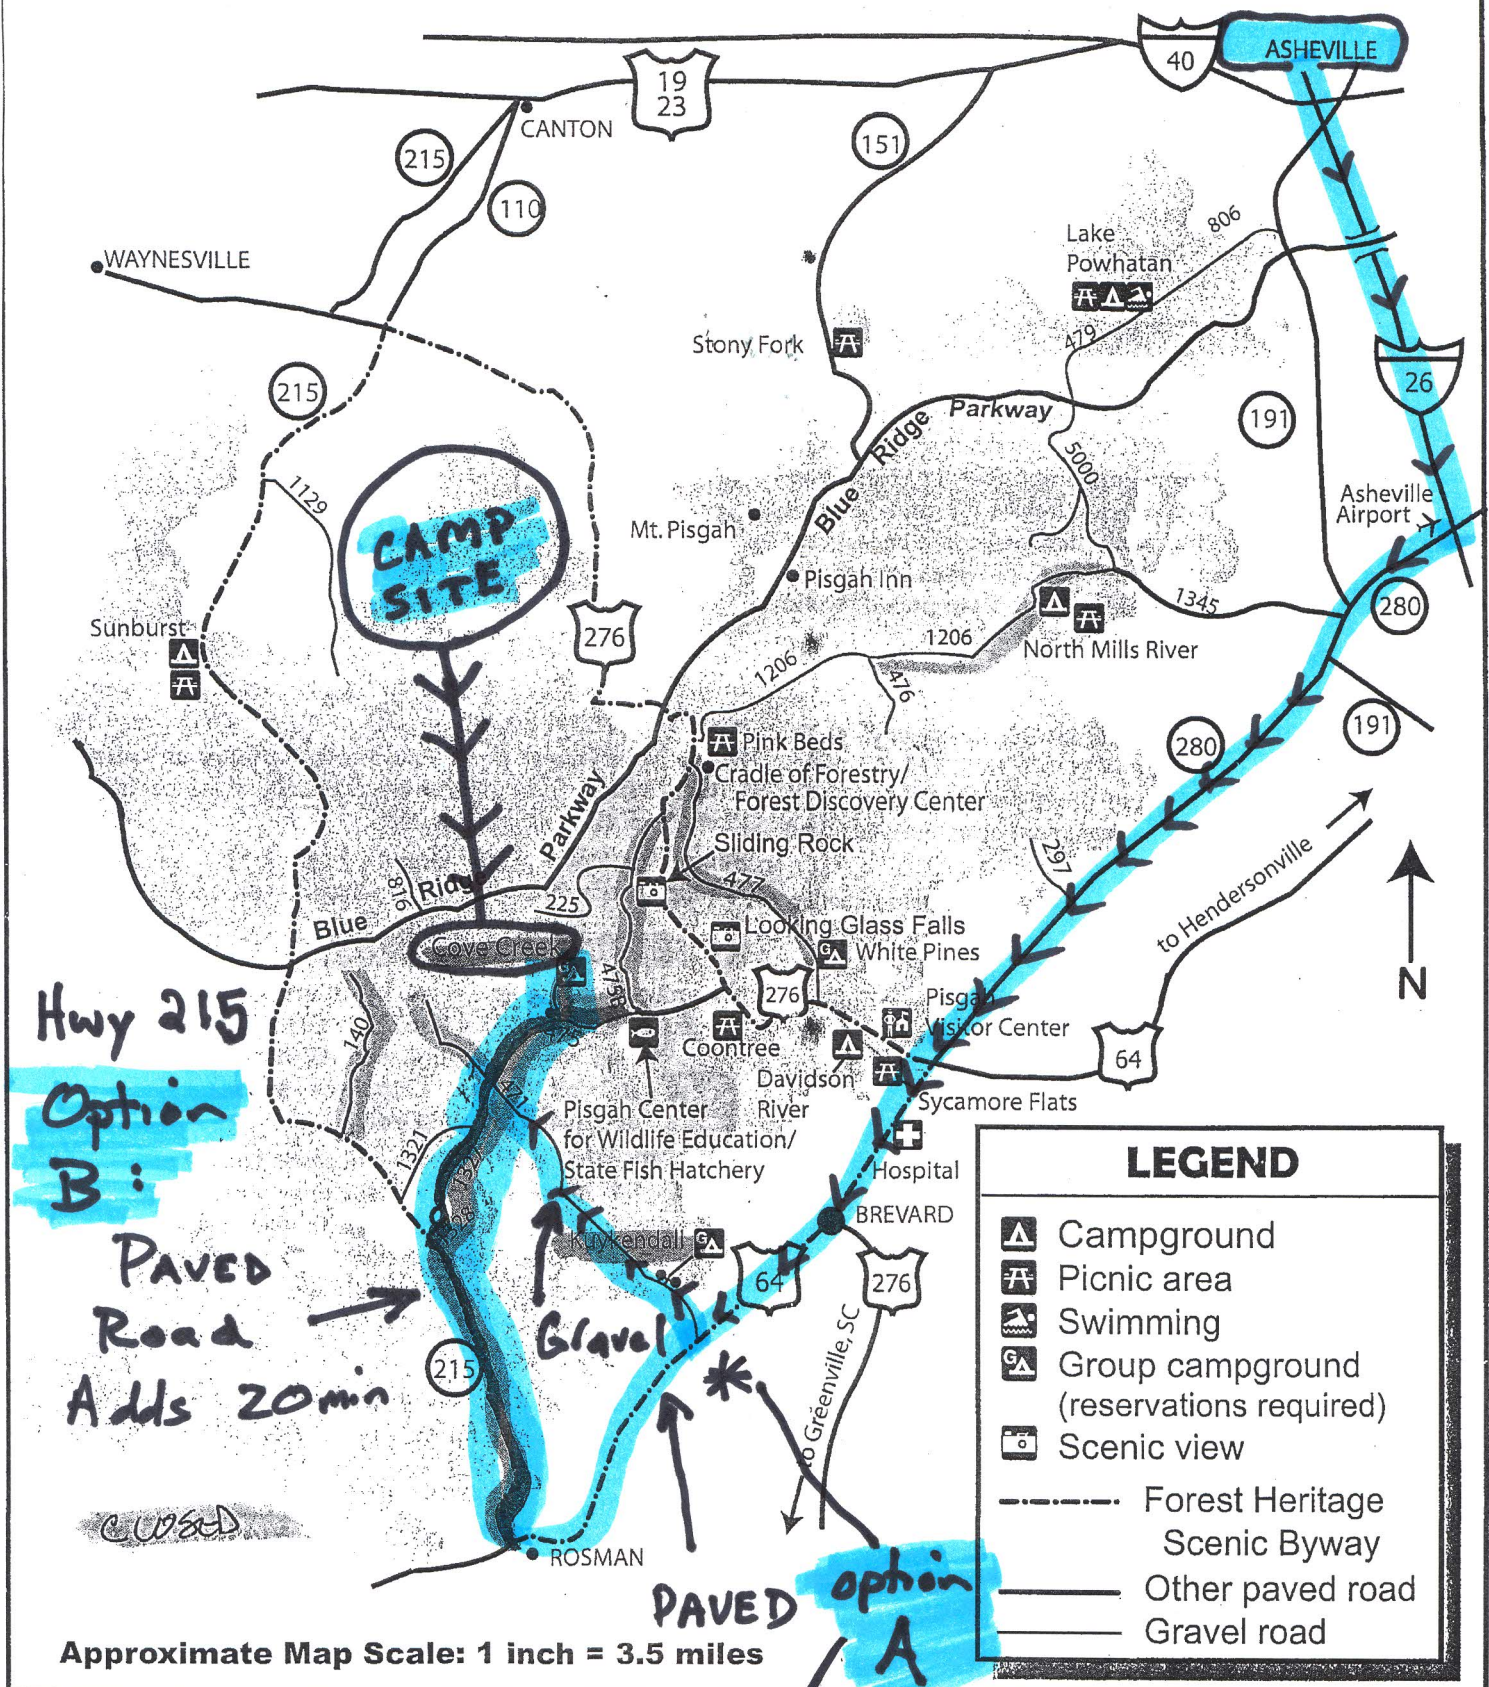 40
ASHEVILLE
19
23
CANTON
215
151
110
806
Lake
Powhatan
WAYNESVILLE
479
Stony Fork
26
215
191
Parkway
Ridge
Blue
5000
1129
CAMP
SITE
Asheville
Airport
Mt. Pisgah
Pisgah Inn
1345
280
Sunburst
276
1206
North Mills River
1206
476
191
280
Pink Beds
Cradle of Forestry/
Forest Discovery Center
Parkway
Sliding Rock
297
816
Ridge
477
225
to Hendersonville
Blue
Looking Glass Falls
Cove Creek
White Pines
475B
276
N
Hwy 215
Pisgah
Visitor Center
140
475
Coontree
64
Option
B:
471
Davidson
River
Sycamore Flats
Pisgah Center
for Wildlife Education/
State Fish Hatchery
1321
Hospital
LEGEND
BREVARD
Campground
PAVED
Road
Adds 20 min
Kuykendall
64
276
Picnic area
Swimming
Gravel
215
Group campground
(reservations required)
to Greenville, SC
Scenic view
Forest Heritage
Scenic Byway
CLOSED
ROSMAN
Other paved road
PAVED
option
A
Gravel road
Approximate Map Scale: 1 inch = 3.5 miles